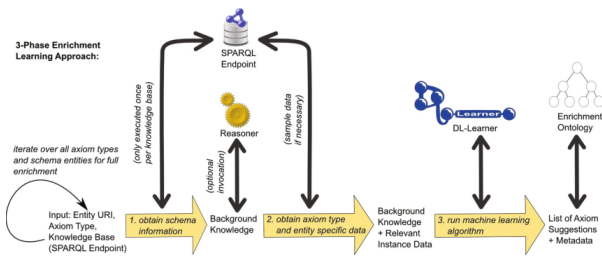 3-Phase Enrichment
Learning Approach:
SPARQL
Endpoint
(only executed once
per knowledge base)
(sample data
if necessary)
Reasoner
(optional
invocation)
Learner
DL-Learner
Enrichment
Ontology
iterate over all axiom types
and schema entities for full
enrichment
Input: Entity URI,
Axiom Type,
Knowledge Base
(SPARQL Endpoint)
1. obtain schema
information
Background
Knowledge
2. obtain axiom type
and entity specific data
Background
Knowledge
+ Relevant
Instance Data
3. run machine learning
algorithm
List of Axiom
Suggestions
+ Metadata